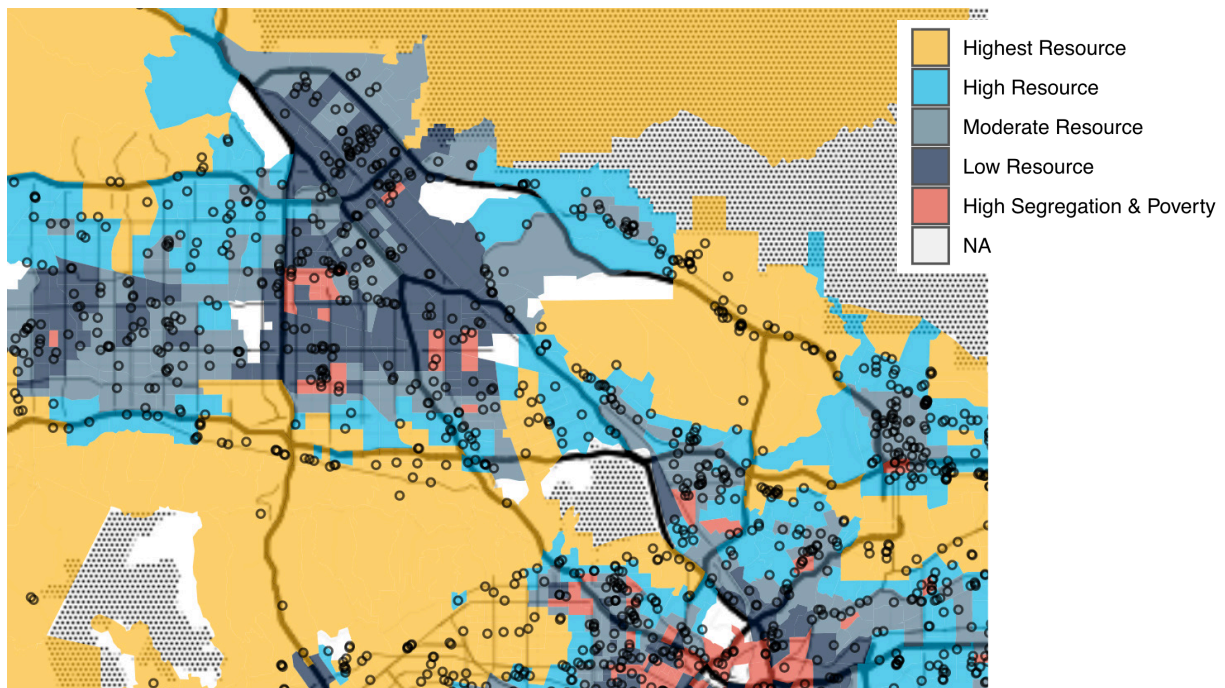 Highest Resource
High Resource
Moderate Resource
Low Resource
High Segregation & Poverty
NA